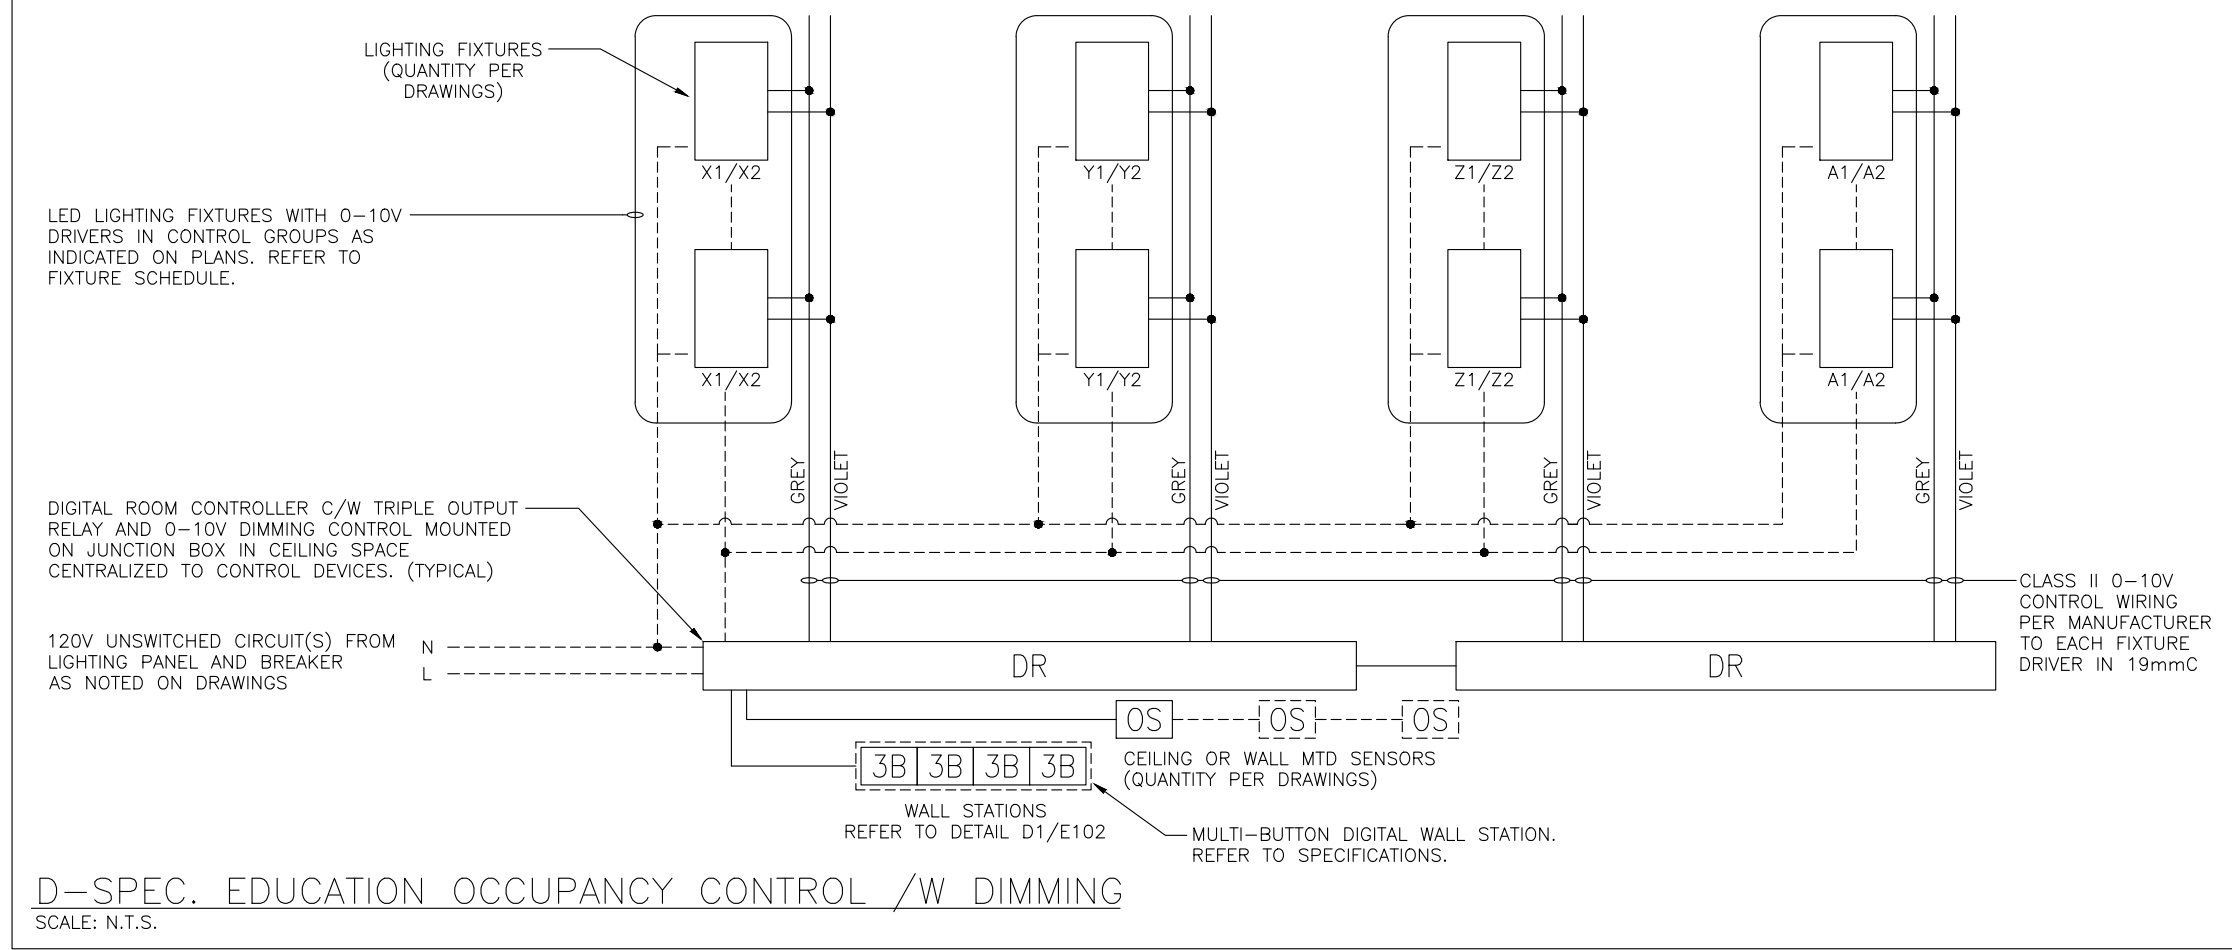 LIGHTING FIXTURES
(QUANTITY PER
DRAWINGS)
X1/X2
Y1/Y2
Z1/Z2
A1/A2
LED LIGHTING FIXTURES WITH 0-10V
DRIVERS IN CONTROL GROUPS AS
INDICATED ON PLANS. REFER TO
FIXTURE SCHEDULE.
X1/X2
Y1/Y2
Z1/Z2
A1/A2
GREY
VIOLET
GREY
VIOLET
GREY
VIOLET
GREY
VIOLET
DIGITAL ROOM CONTROLLER C/W TRIPLE OUTPUT
RELAY AND 0-10V DIMMING CONTROL MOUNTED
ON JUNCTION BOX IN CEILING SPACE
CENTRALIZED TO CONTROL DEVICES. (TYPICAL)
CLASS II 0-10V
CONTROL WIRING
PER MANUFACTURER
TO EACH FIXTURE
DRIVER IN 19mmC
120V UNSWITCHED CIRCUIT(S) FROM
LIGHTING PANEL AND BREAKER
AS NOTED ON DRAWINGS
N
L
DR
DR
OS
OS
OS
CEILING OR WALL MTD SENSORS
(QUANTITY PER DRAWINGS)
3B
3B
3B
3B
WALL STATIONS
REFER TO DETAIL D1/E102
MULTI-BUTTON DIGITAL WALL STATION.
REFER TO SPECIFICATIONS.
D-SPEC. EDUCATION OCCUPANCY CONTROL /W DIMMING
SCALE: N.T.S.